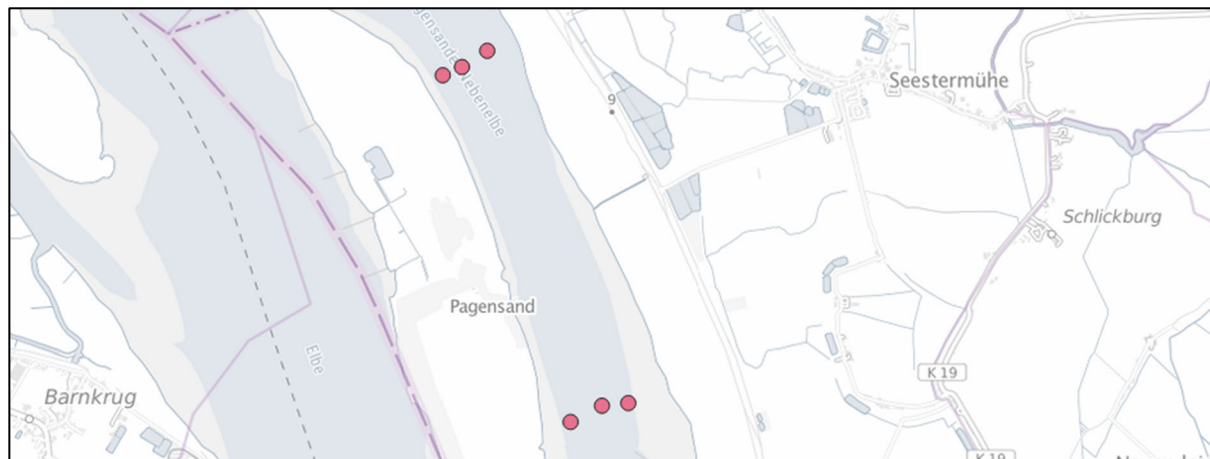 Pagensander Nebenelbe
9
Seestermühe
Schlickburg
Pagensand
Elbe
K 19
Barnkrug
K 19